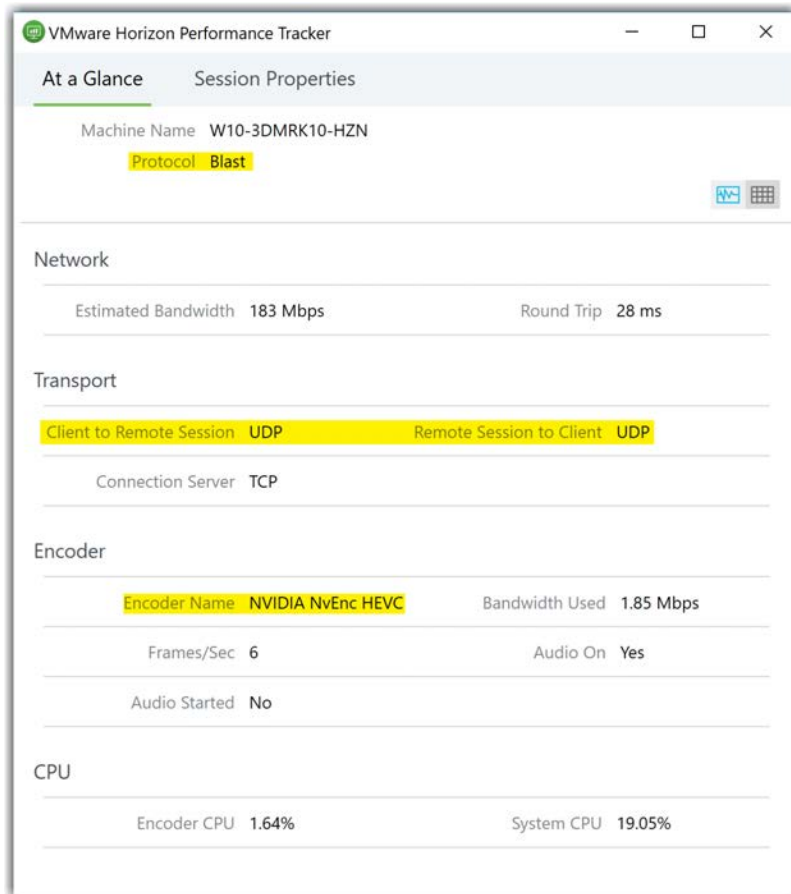 VMware Horizon Performance Tracker
At a Glance Session Properties
Machine Name W10-3DMRK10-HZN
Protocol Blast
Network
Estimated Bandwidth 183 Mbps Round Trip 28 ms
Transport
Client to Remote Session UDP Remote Session to Client UDP
Connection Server TCP
Encoder
Encoder Name NVIDIA NvEnc HEVC Bandwidth Used 1.85 Mbps
Frames/Sec 6 Audio On Yes
Audio Started No
CPU
Encoder CPU 1.64% System CPU 19.05%